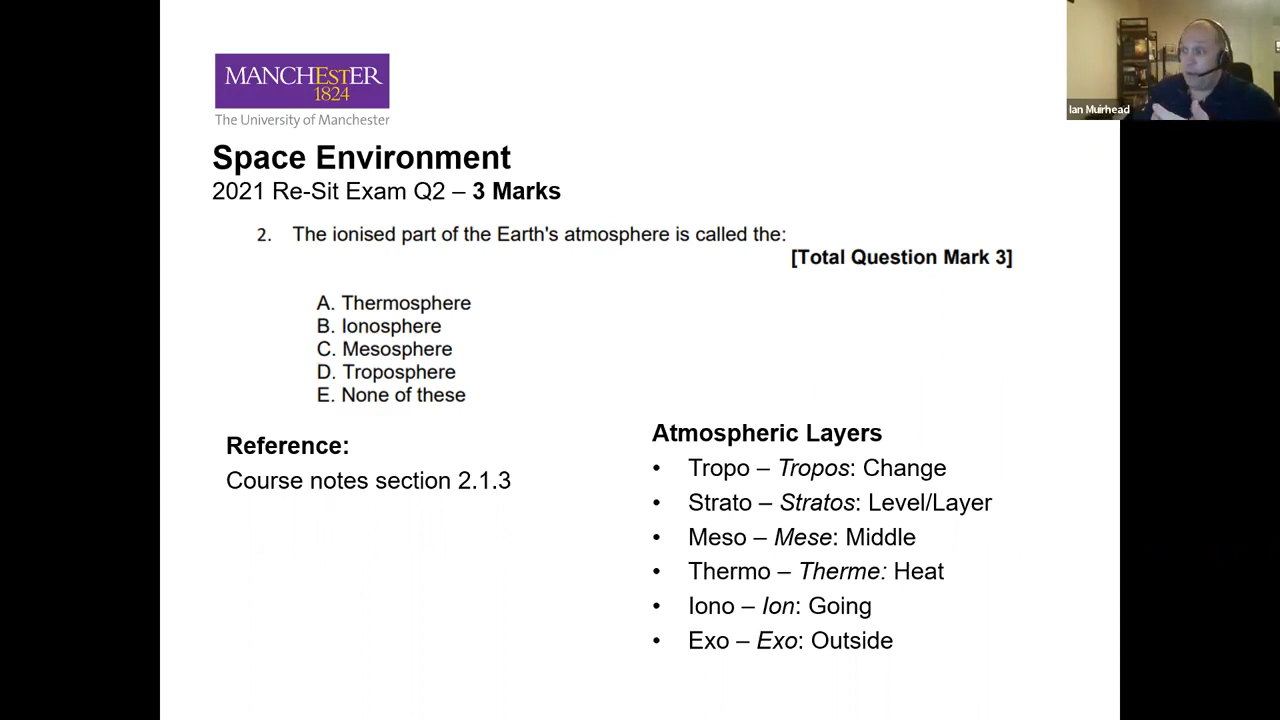 MANCHESTER
1824
The University of Manchester
Ian Muirhead
Space Environment
2021 Re-Sit Exam Q2 – 3 Marks
2. The ionised part of the Earth's atmosphere is called the:
[Total Question Mark 3]
A. Thermosphere
B. Ionosphere
C. Mesosphere
D. Troposphere
E. None of these
Reference:
Course notes section 2.1.3
Atmospheric Layers
• Tropo – Tropos: Change
• Strato – Stratos: Level/Layer
• Meso – Mese: Middle
• Thermo – Therme: Heat
• Iono – Ion: Going
• Exo – Exo: Outside